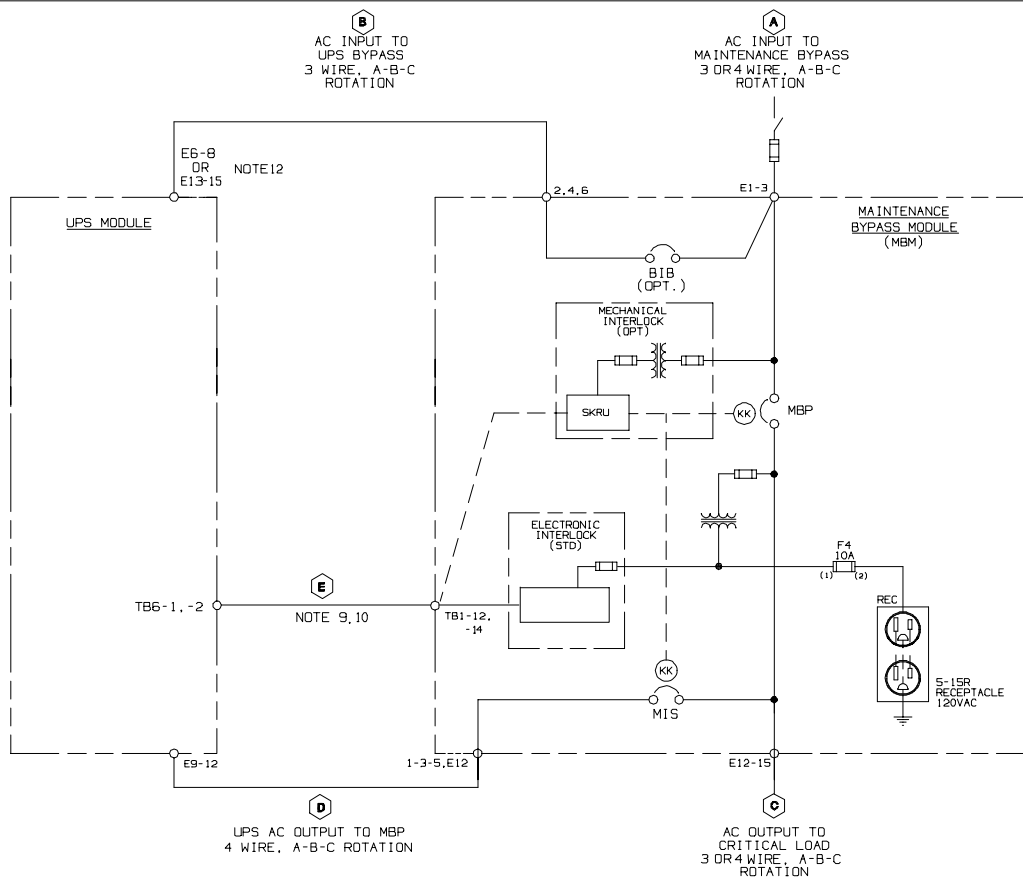 B
AC INPUT TO
UPS BYPASS
3 WIRE, A-B-C
ROTATION
A
AC INPUT TO
MAINTENANCE BYPASS
3 OR 4 WIRE, A-B-C
ROTATION
E6-8
OR
E13-15
NOTE12
2,4,6
E1-3
UPS MODULE
MAINTENANCE
BYPASS MODULE
(MBM)
BIB
(OPT.)
MECHANICAL
INTERLOCK
(OPT)
SKRU
KK
MBP
ELECTRONIC
INTERLOCK
(STD)
F4
10A
(1) (2)
E
TB6-1,-2
NOTE 9,10
TB1-12,
-14
REC
5-15R
RECEPTACLE
120VAC
KK
MIS
E9-12
1-3-5,E12
E12-15
D
UPS AC OUTPUT TO MBP
4 WIRE, A-B-C ROTATION
C
AC OUTPUT TO
CRITICAL LOAD
3 OR 4 WIRE, A-B-C
ROTATION